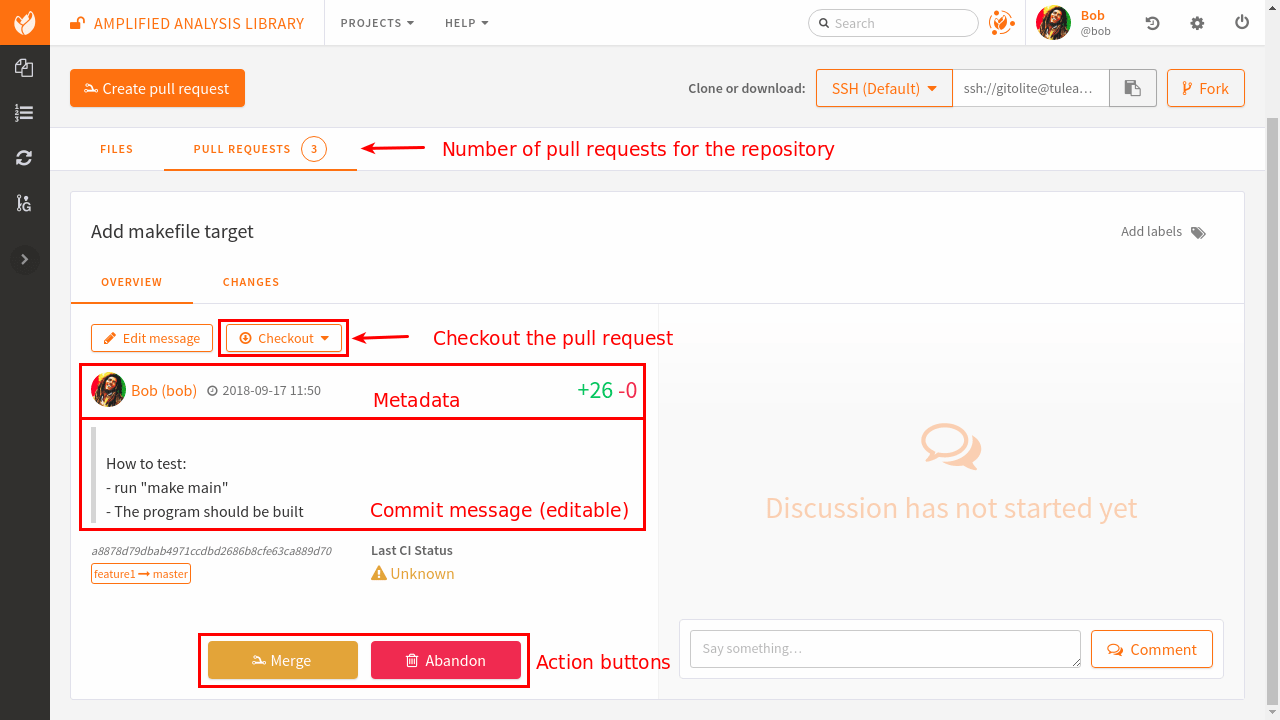 AMPLIFIED ANALYSIS LIBRARY PROJECTS HELP Search Bob
@bob
Create pull request Clone or download: SSH (Default) ssh://gitolite@tulea... Fork
FILES PULL REQUESTS 3 Number of pull requests for the repository
Add makefile target Add labels
OVERVIEW CHANGES
Edit message Checkout Checkout the pull request
Bob (bob) 2018-09-17 11:50 Metadata +26 -0
How to test:
- run "make main"
- The program should be built Commit message (editable)
Discussion has not started yet
a8878d79dbab4971ccdbd2686b8cfe63ca889d70 Last CI Status
feature1 → master Unknown
Merge Abandon Action buttons
Say something... Comment